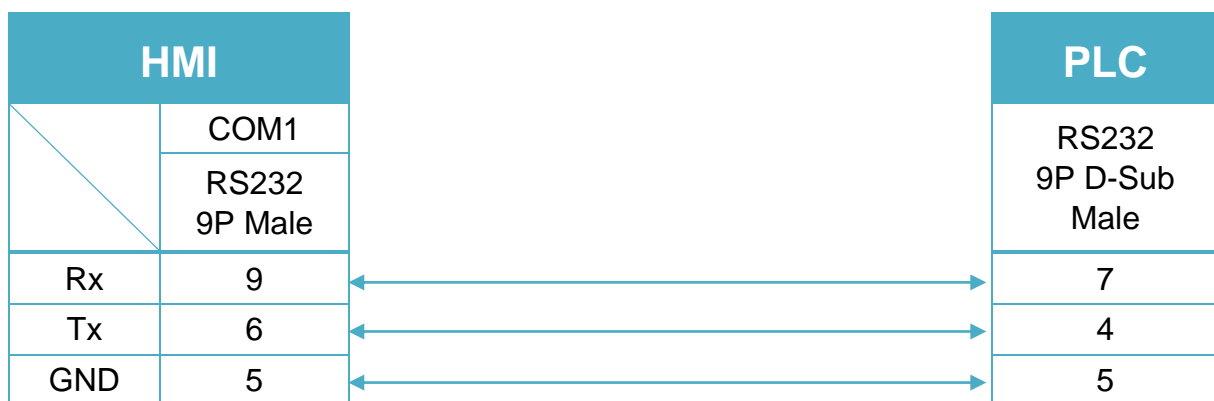 HMI
PLC
COM1
RS232
9P Male
RS232
9P D-Sub
Male
Rx 9 7
Tx 6 4
GND 5 5